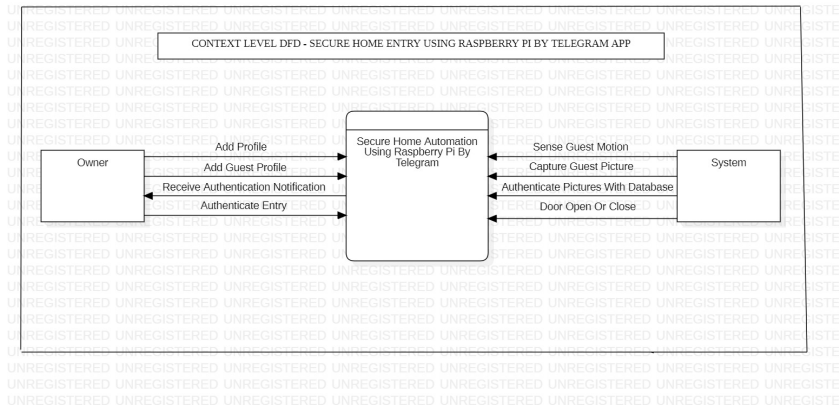 CONTEXT LEVEL DFD - SECURE HOME ENTRY USING RASPBERRY PI BY TELEGRAM APP
Owner
Add Profile
Add Guest Profile
Receive Authentication Notification
Authenticate Entry
Secure Home Automation
Using Raspberry Pi By
Telegram
Sense Guest Motion
Capture Guest Picture
Authenticate Pictures With Database
Door Open Or Close
System
UNREGISTERED